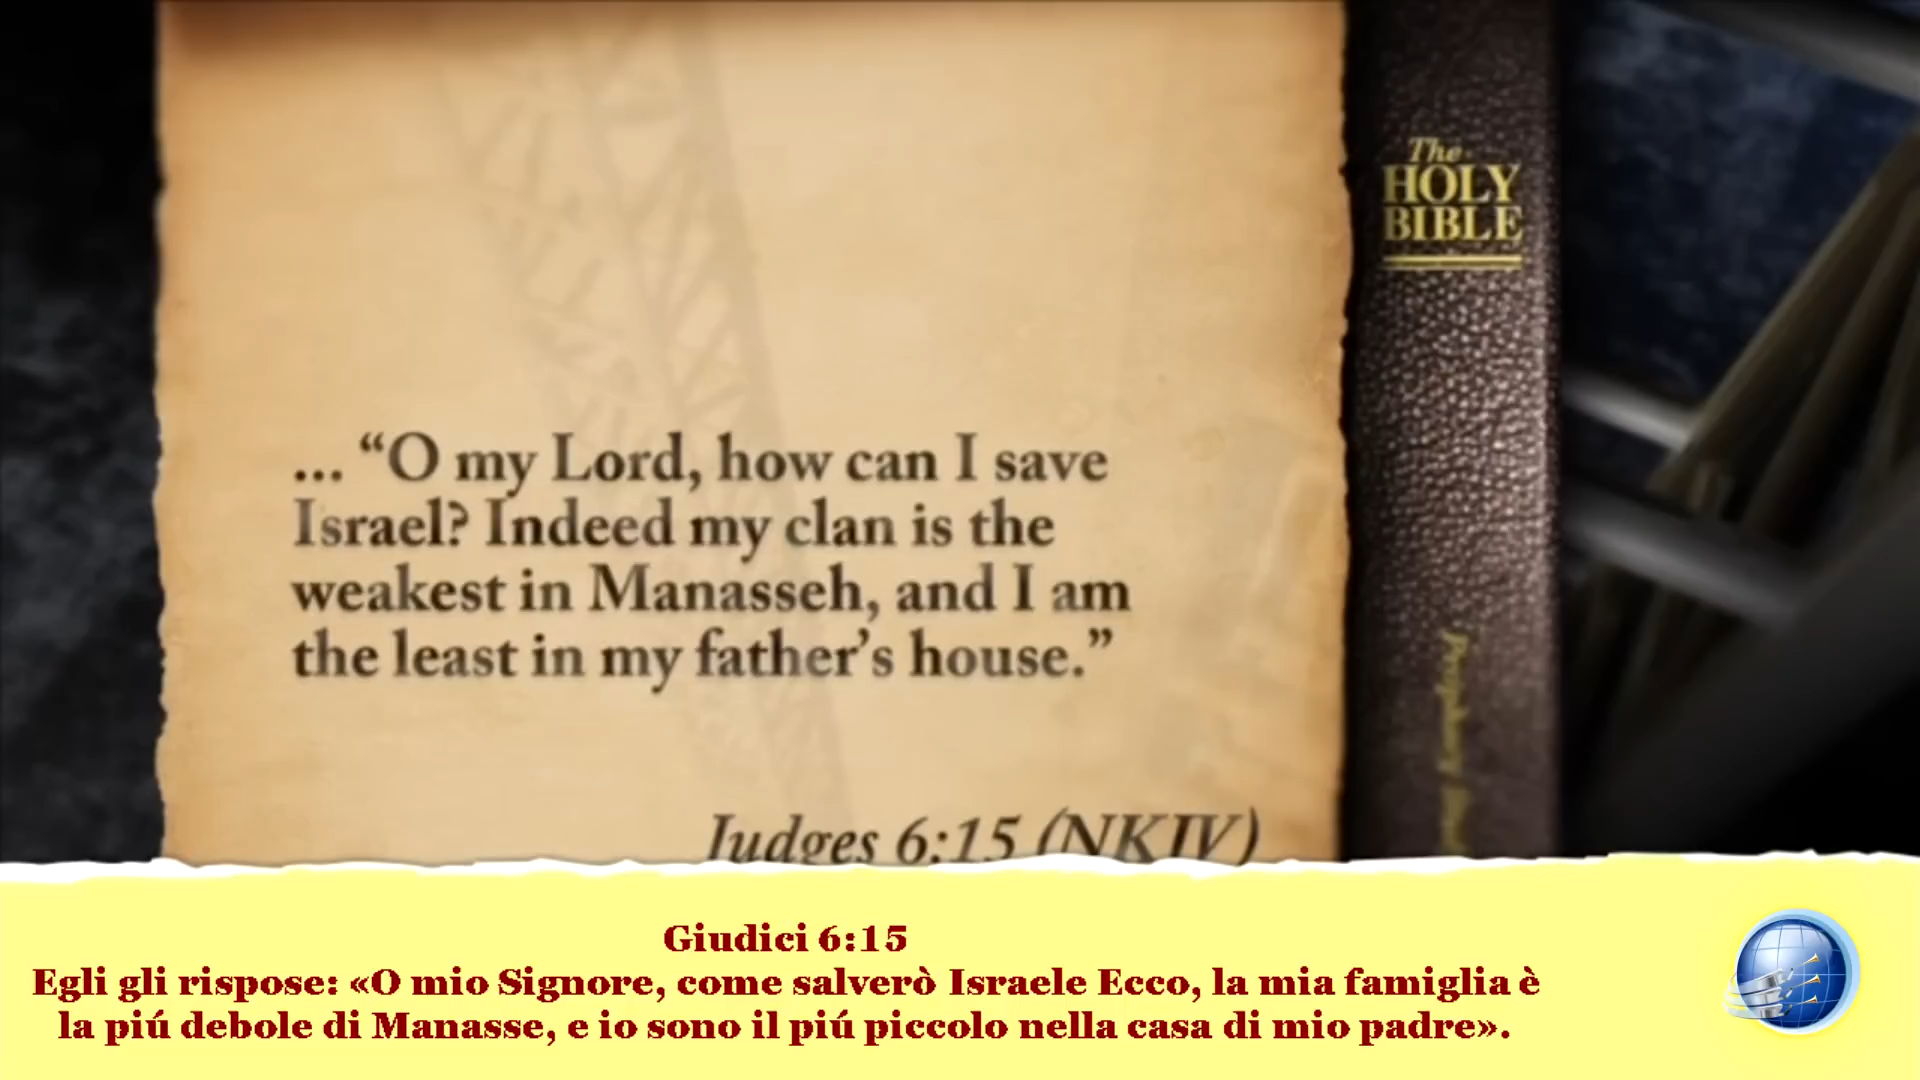 The
HOLY
BIBLE
... “O my Lord, how can I save
Israel? Indeed my clan is the
weakest in Manasseh, and I am
the least in my father’s house.”
Judges 6:15 (NKJV)
Giudici 6:15
Egli gli rispose: «O mio Signore, come salverò Israele Ecco, la mia famiglia è
la piú debole di Manasse, e io sono il piú piccolo nella casa di mio padre».